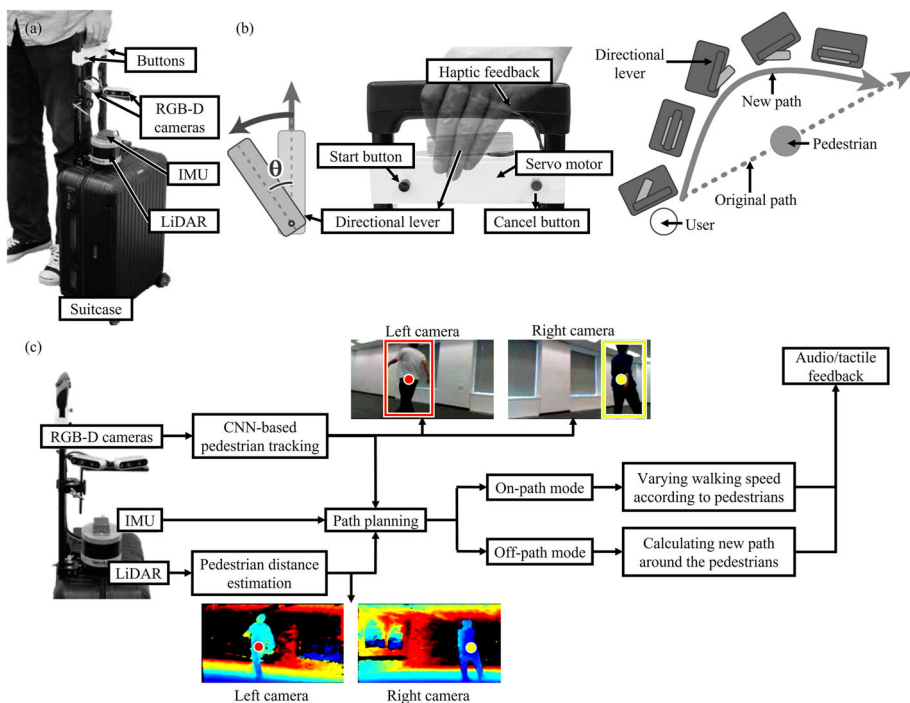 (a)
Buttons
RGB-D
cameras
IMU
LiDAR
Suitcase
(b)
Haptic feedback
θ
Start button
Servo motor
Directional lever
Cancel button
Directional
lever
New path
Pedestrian
Original path
User
(c)
Left camera
Right camera
Audio/tactile
feedback
RGB-D cameras
CNN-based
pedestrian tracking
On-path mode
Varying walking speed
according to pedestrians
IMU
Path planning
Off-path mode
Calculating new path
around the pedestrians
LiDAR
Pedestrian distance
estimation
Left camera
Right camera